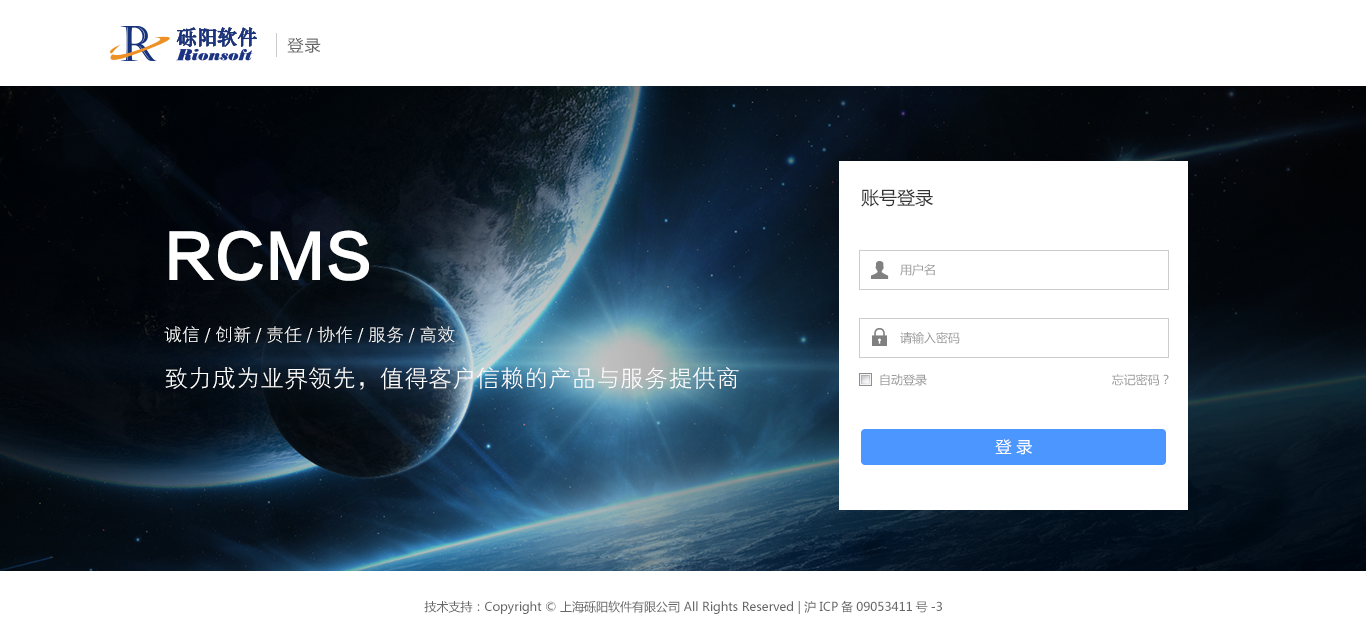 R 砾阳软件
Rionsoft
登录
账号登录
RCMS
用户名
诚信 / 创新 / 责任 / 协作 / 服务 / 高效
请输入密码
致力成为业界领先，值得客户信赖的产品与服务提供商
自动登录 忘记密码？
登 录
技术支持：Copyright © 上海砾阳软件有限公司 All Rights Reserved | 沪 ICP 备 09053411 号 -3